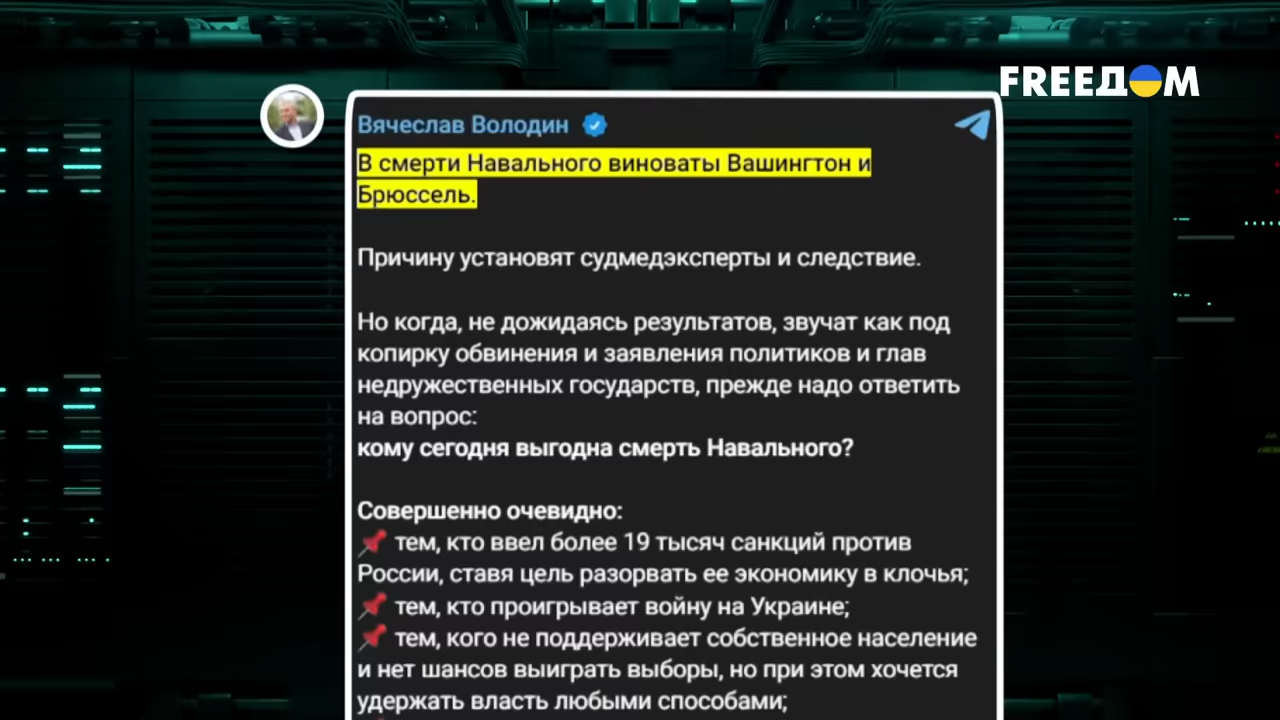 FREEДОМ
Вячеслав Володин
В смерти Навального виноваты Вашингтон и
Брюссель.
Причину установят судмедэксперты и следствие.
Но когда, не дожидаясь результатов, звучат как под
копирку обвинения и заявления политиков и глав
недружественных государств, прежде надо ответить
на вопрос:
кому сегодня выгодна смерть Навального?
Совершенно очевидно:
📌 тем, кто ввел более 19 тысяч санкций против
России, ставя цель разорвать ее экономику в клочья;
📌 тем, кто проигрывает войну на Украине;
📌 тем, кого не поддерживает собственное население
и нет шансов выиграть выборы, но при этом хочется
удержать власть любыми способами;